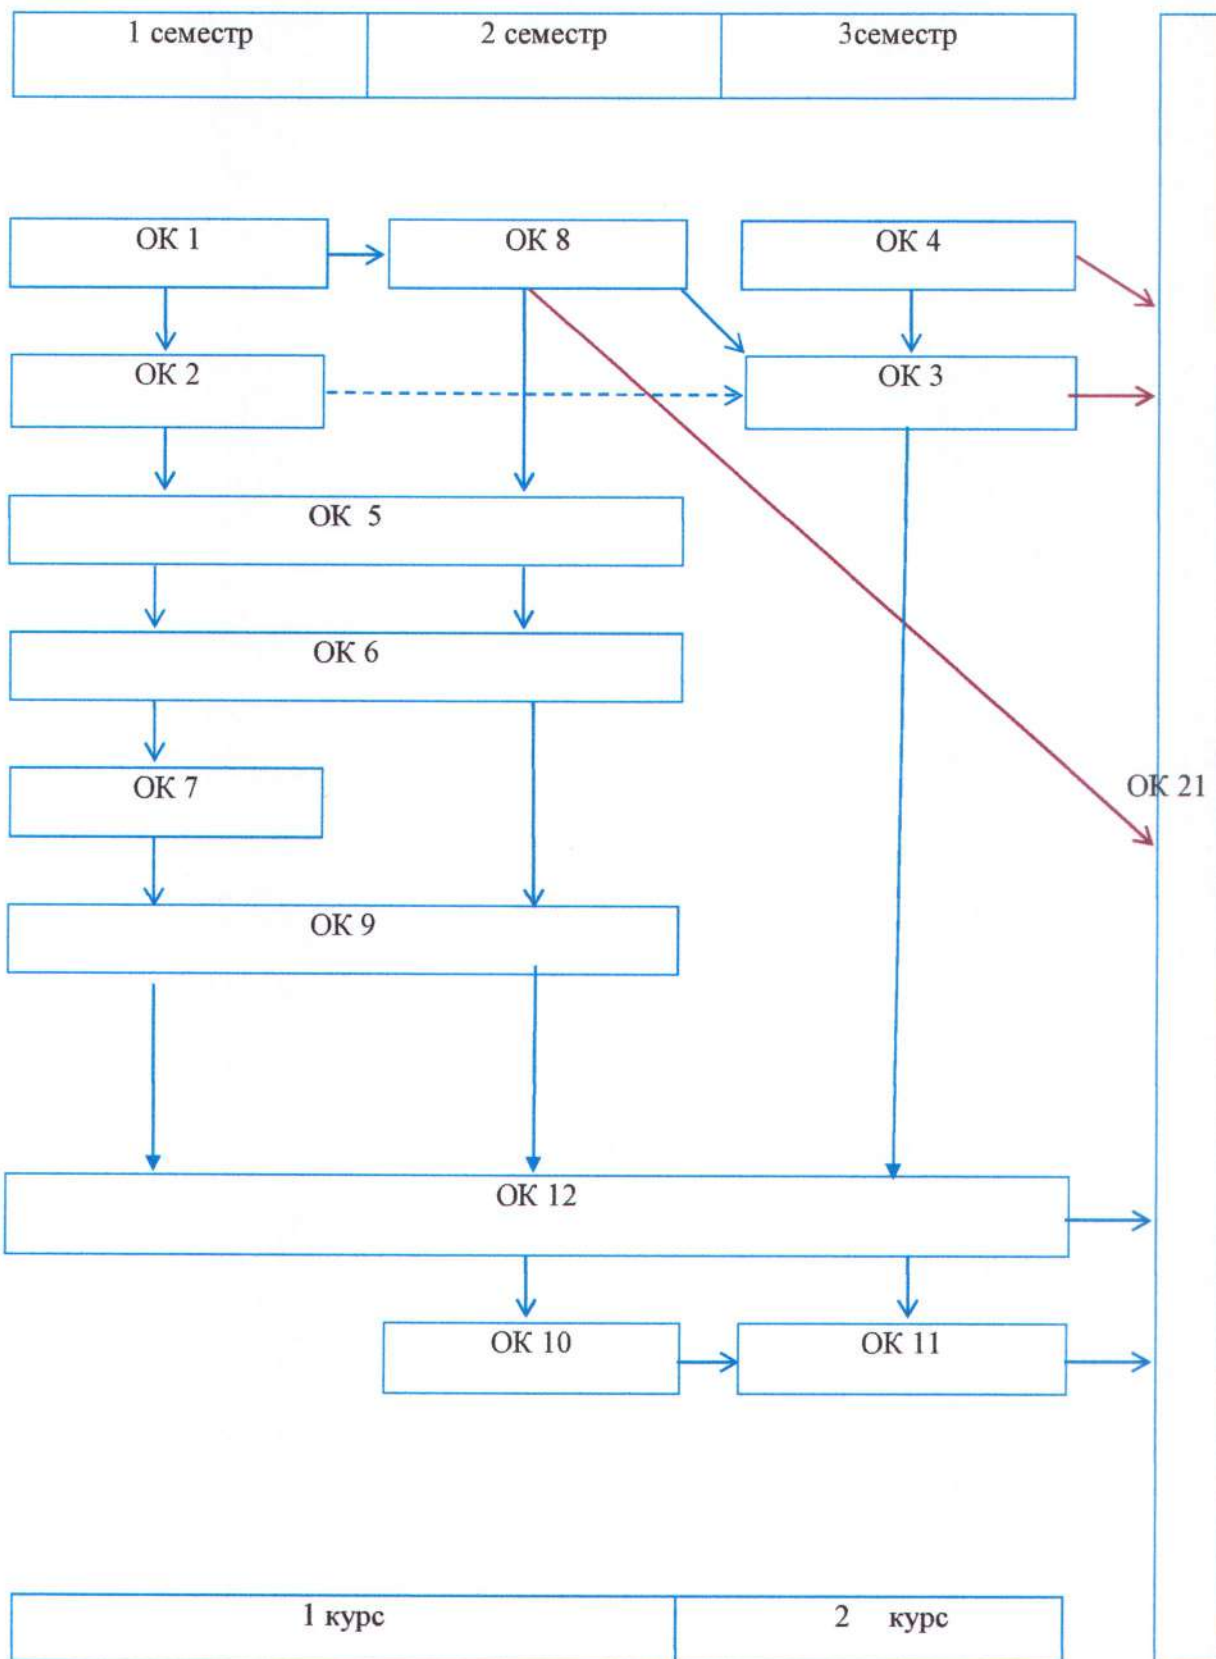 1 семестр
2 семестр
3семестр
ОК 1
ОК 8
ОК 4
ОК 2
ОК 3
ОК  5
ОК 6
ОК 7
ОК 21
ОК 9
ОК 12
ОК 10
ОК 11
1 курс
2    курс